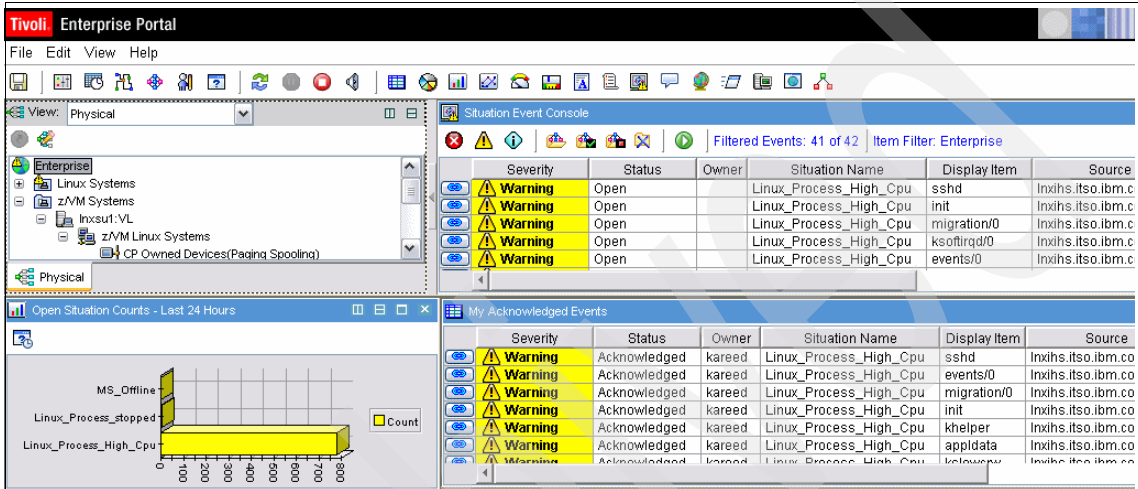 Tivoli. Enterprise Portal
File Edit View Help
View: Physical
Enterprise
Linux Systems
z/VM Systems
lnxsu1:VL
z/VM Linux Systems
CP Owned Devices(Paging Spooling)
Physical
Situation Event Console
Filtered Events: 41 of 42 Item Filter: Enterprise
Severity Status Owner Situation Name Display Item Source
Warning Open Linux_Process_High_Cpu sshd lnxihs.itso.ibm.c
Warning Open Linux_Process_High_Cpu init lnxihs.itso.ibm.c
Warning Open Linux_Process_High_Cpu migration/0 lnxihs.itso.ibm.c
Warning Open Linux_Process_High_Cpu ksoftirqd/0 lnxihs.itso.ibm.c
Warning Open Linux_Process_High_Cpu events/0 lnxihs.itso.ibm.c
Open Situation Counts - Last 24 Hours
MS_Offline
Linux_Process_stopped
Linux_Process_High_Cpu
0 100 200 300 400 500 600 700 800
Count
My Acknowledged Events
Severity Status Owner Situation Name Display Item Source
Warning Acknowledged kareed Linux_Process_High_Cpu sshd lnxihs.itso.ibm.co
Warning Acknowledged kareed Linux_Process_High_Cpu events/0 lnxihs.itso.ibm.co
Warning Acknowledged kareed Linux_Process_High_Cpu migration/0 lnxihs.itso.ibm.co
Warning Acknowledged kareed Linux_Process_High_Cpu init lnxihs.itso.ibm.co
Warning Acknowledged kareed Linux_Process_High_Cpu khelper lnxihs.itso.ibm.co
Warning Acknowledged kareed Linux_Process_High_Cpu appldata lnxihs.itso.ibm.co
Warning Acknowledged kareed Linux_Process_High_Cpu lnxihs.itso.ibm.co